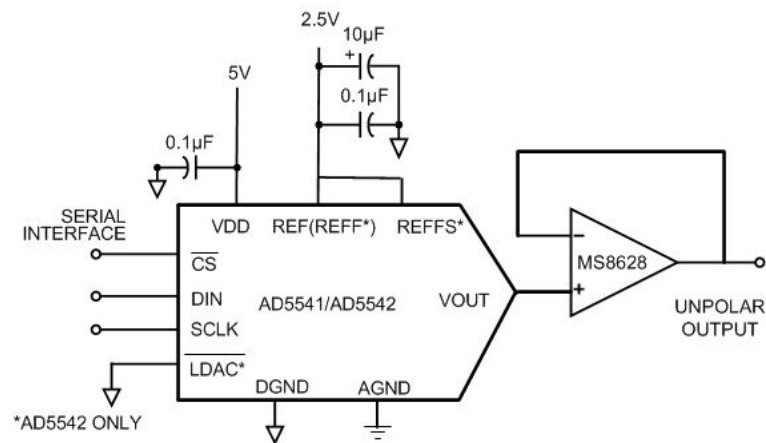 2.5V
10µF
+
5V
0.1µF
0.1µF
SERIAL
INTERFACE
VDD
REF(REFF*)
REFFS*
CS
DIN
AD5541/AD5542
VOUT
SCLK
LDAC*
DGND
AGND
*AD5542 ONLY
−
MS8628
+
UNPOLAR
OUTPUT